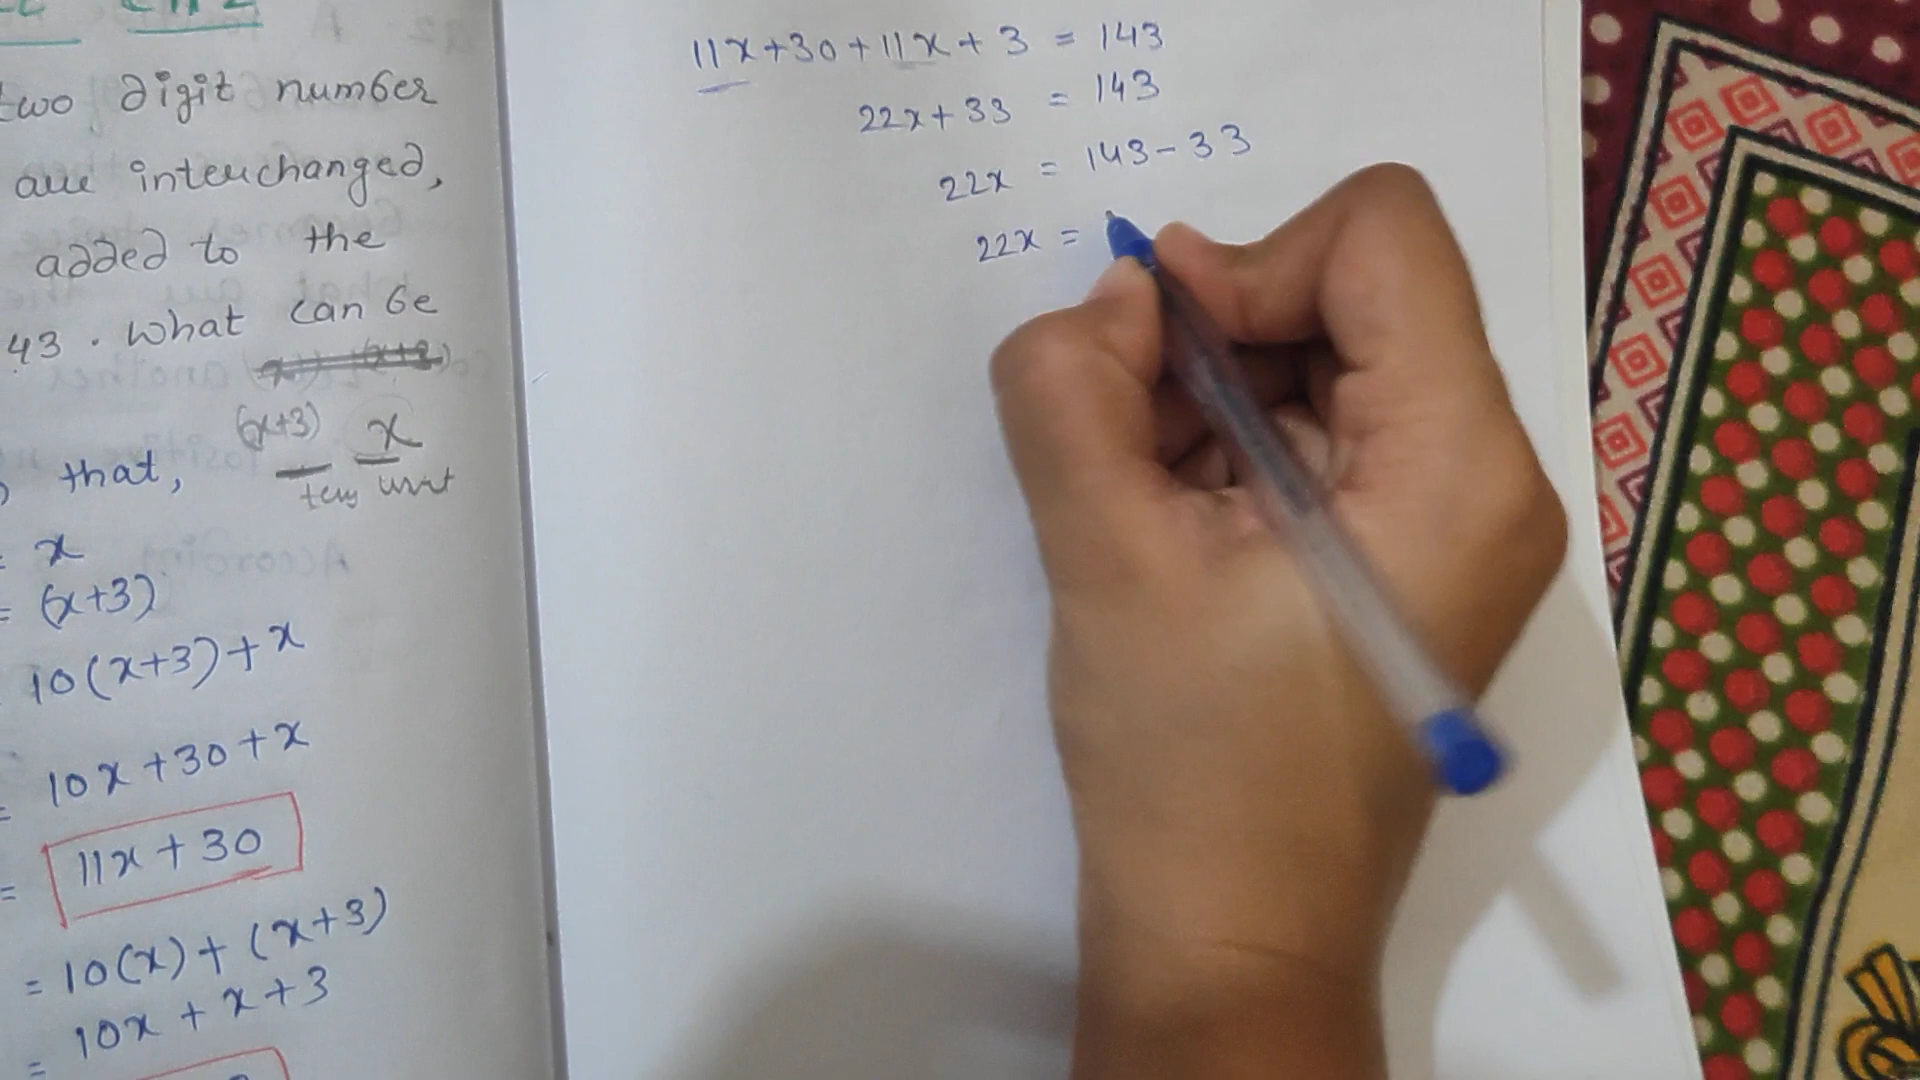 two digit number
are interchanged,
added to the
43. What can be
(x+3) x
tens unit
that,
= x
= (x+3)
10(x+3)+x
= 10x+30+x
= 11x+30
= 10(x)+(x+3)
= 10x+x+3
11x+30+11x+3 = 143
22x+33 = 143
22x = 143-33
22x =